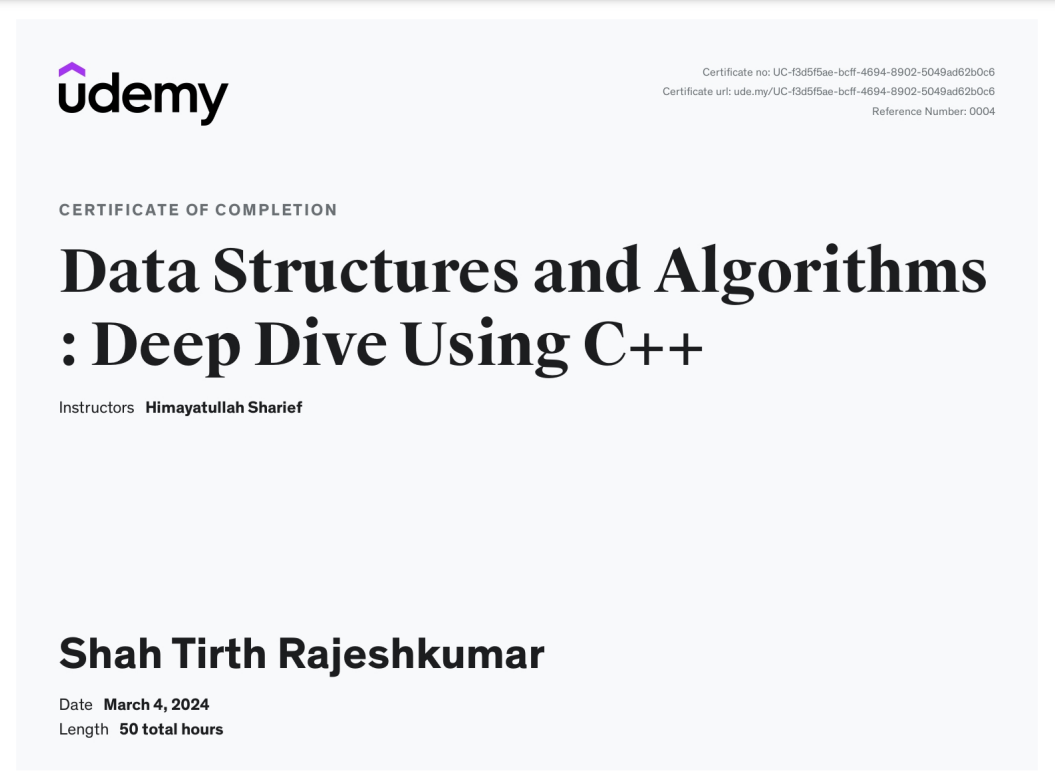 udemy
Certificate no: UC-f3d5f5ae-bcff-4694-8902-5049ad62b0c6
Certificate url: ude.my/UC-f3d5f5ae-bcff-4694-8902-5049ad62b0c6
Reference Number: 0004
CERTIFICATE OF COMPLETION
Data Structures and Algorithms
: Deep Dive Using C++
Instructors Himayatullah Sharief
Shah Tirth Rajeshkumar
Date March 4, 2024
Length 50 total hours